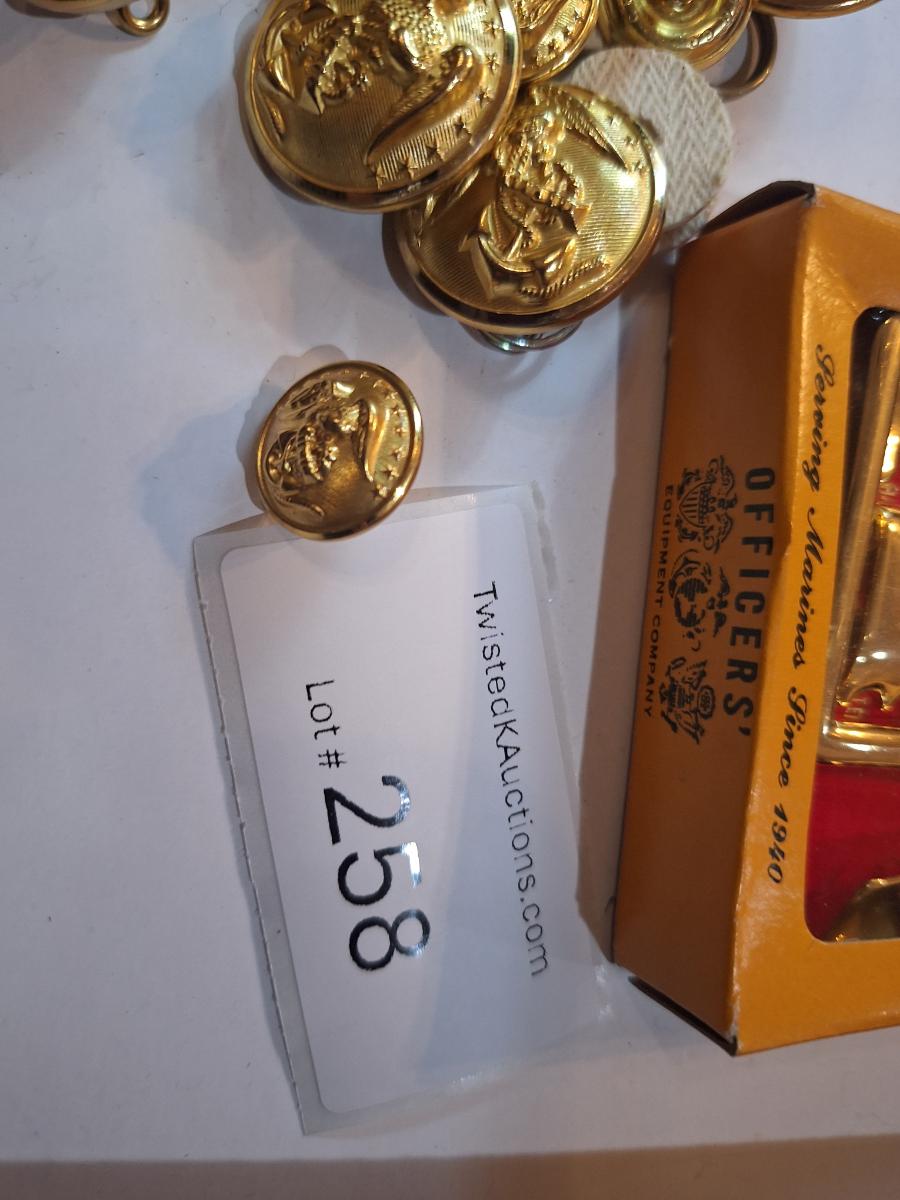 TwistedKAuctions.com
Lot # 258
Serving Marines Since 1940
OFFICERS'
EQUIPMENT COMPANY